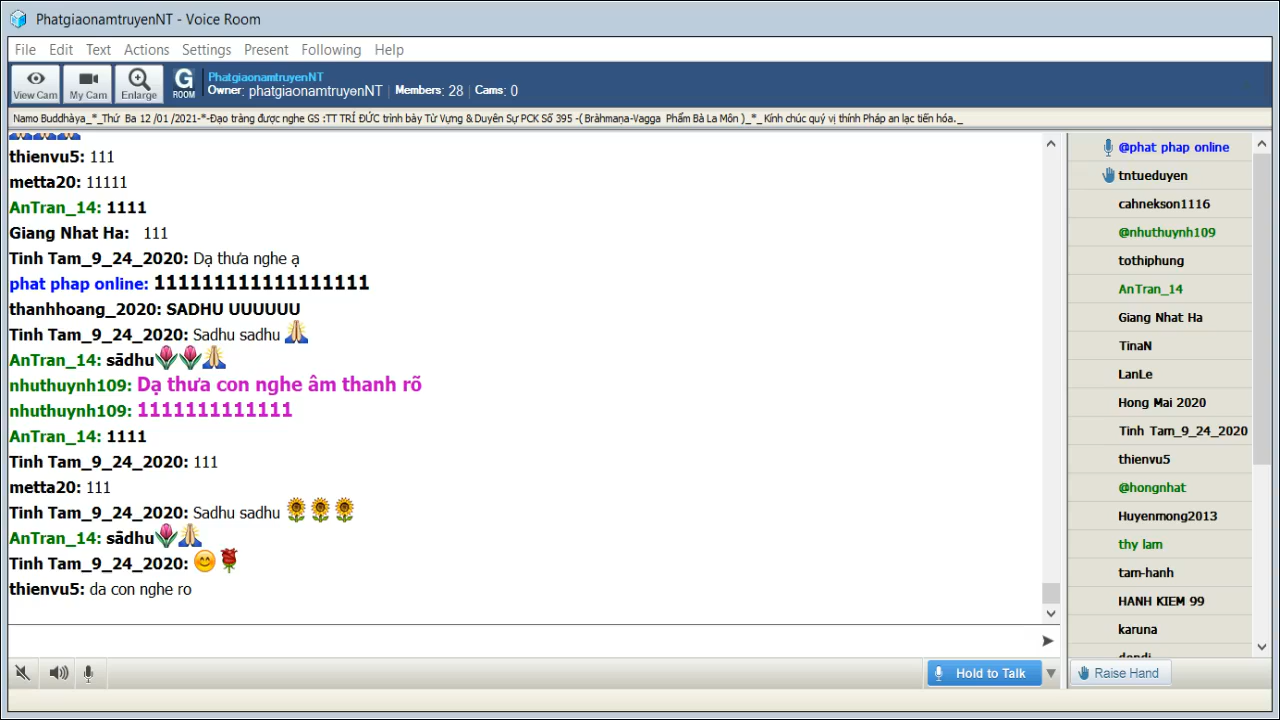 PhatgiaonamtruyenNT - Voice Room
File Edit Text Actions Settings Present Following Help
View Cam My Cam Enlarge G ROOM
PhatgiaonamtruyenNT
Owner: phatgiaonamtruyenNT Members: 28 Cams: 0
Namo Buddhàya_*_Thứ Ba 12 /01 /2021-*-Đạo tràng được nghe GS :TT TRÍ ĐỨC trình bày Từ Vựng & Duyên Sự PCK Số 395 -( Brāhmaṇa-Vagga Phẩm Bà La Môn )_*_ Kính chúc quý vị thính Pháp an lạc tiến hóa._
thienvu5: 111
metta20: 11111
AnTran_14: 1111
Giang Nhat Ha: 111
Tinh Tam_9_24_2020: Dạ thưa nghe ạ
phat phap online: 111111111111111111
thanhhoang_2020: SADHU UUUUUU
Tinh Tam_9_24_2020: Sadhu sadhu
AnTran_14: sādhu
nhuthuynh109: Dạ thưa con nghe âm thanh rõ
nhuthuynh109: 1111111111111
AnTran_14: 1111
Tinh Tam_9_24_2020: 111
metta20: 111
Tinh Tam_9_24_2020: Sadhu sadhu
AnTran_14: sādhu
Tinh Tam_9_24_2020:
thienvu5: da con nghe ro
@phat phap online
tntueduyen
cahnekson1116
@nhuthuynh109
tothiphung
AnTran_14
Giang Nhat Ha
TinaN
LanLe
Hong Mai 2020
Tinh Tam_9_24_2020
thienvu5
@hongnhat
Huyenmong2013
thy lam
tam-hanh
HANH KIEM 99
karuna
Hold to Talk
Raise Hand